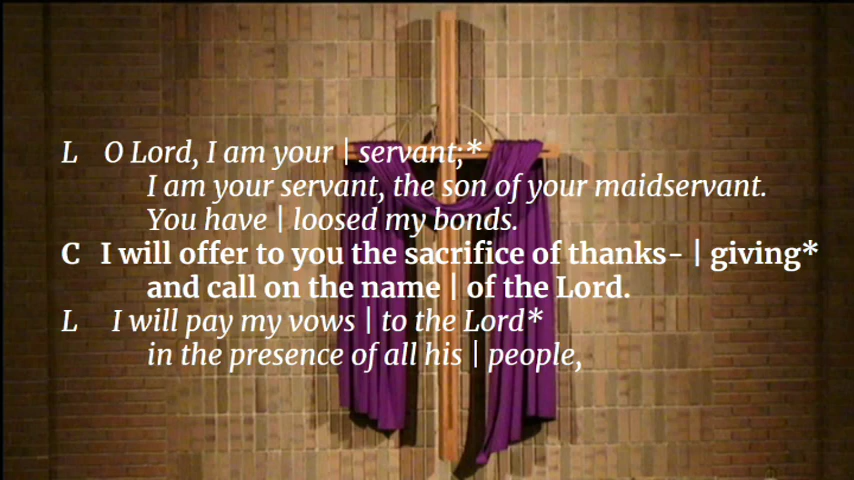 L O Lord, I am your | servant;*
I am your servant, the son of your maidservant.
You have | loosed my bonds.
C I will offer to you the sacrifice of thanks- | giving*
and call on the name | of the Lord.
L I will pay my vows | to the Lord*
in the presence of all his | people,